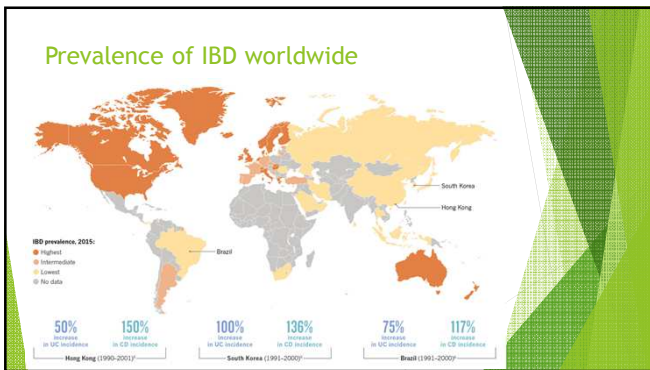 Prevalence of IBD worldwide
South Korea
Hong Kong
Brazil
IBD prevalence, 2015:
Highest
Intermediate
Lowest
No data
50% 150% 100% 136% 75% 117%
increase increase increase increase increase increase
in UC incidence in CD incidence in UC incidence in CD incidence in UC incidence in CD incidence
Hong Kong (1990–2001) South Korea (1991–2000) Brazil (1991–2000)